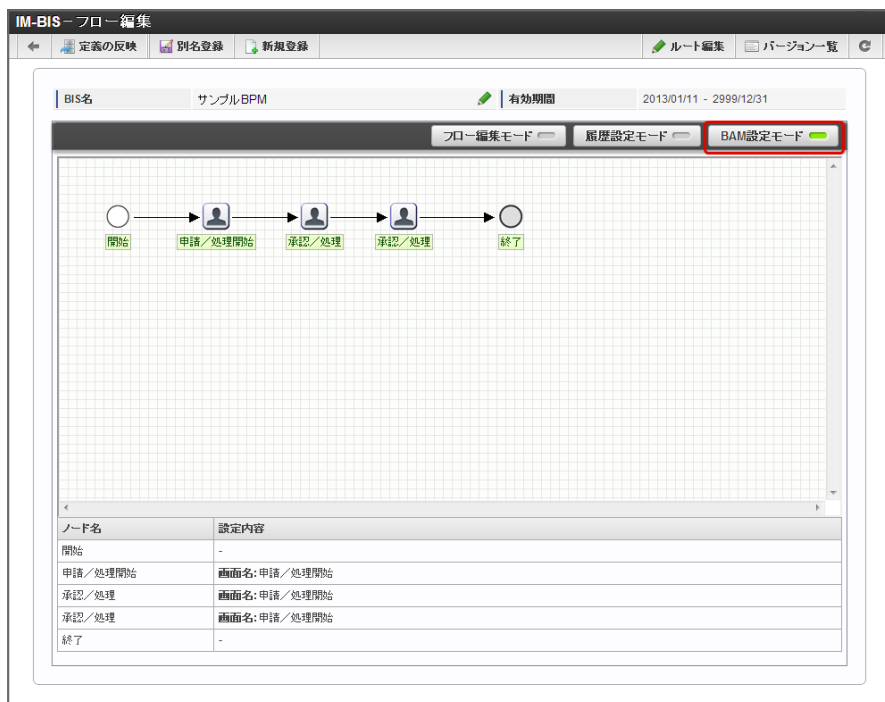 IM-BIS－フロー編集
定義の反映 別名登録 新規登録 ルート編集 バージョン一覧
BIS名 サンプルBPM 有効期間 2013/01/11 - 2999/12/31
フロー編集モード 履歴設定モード BAM設定モード
開始 申請／処理開始 承認／処理 承認／処理 終了
ノード名 設定内容
開始 -
申請／処理開始 画面名: 申請／処理開始
承認／処理 画面名: 申請／処理開始
承認／処理 画面名: 申請／処理開始
終了 -